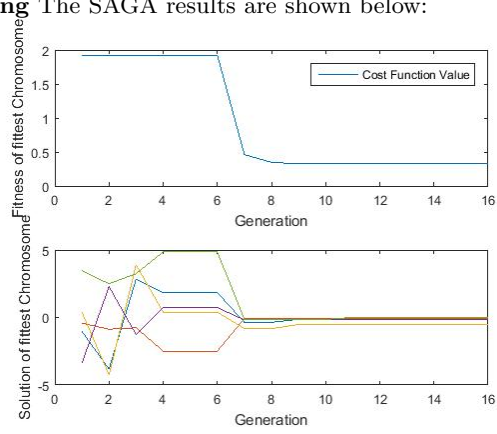 ng The SAGA results are shown below:
Fitness of fittest Chromosome
2
1.5
1
0.5
0
Cost Function Value
0 2 4 6 8 10 12 14 16
Generation
Solution of fittest Chromosome
5
0
-5
0 2 4 6 8 10 12 14 16
Generation